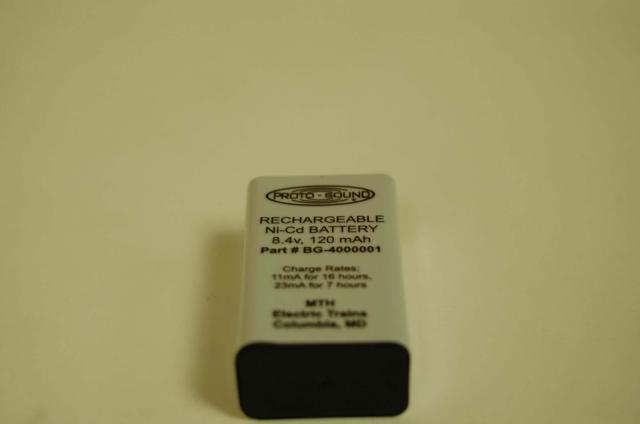 PROTO-SOUND
RECHARGEABLE
Ni-Cd BATTERY
8.4v, 120 mAh
Part # BG-4000001
Charge Rates;
11mA for 16 hours,
23mA for 7 hours
MTH
Electric Trains
Columbia, MD